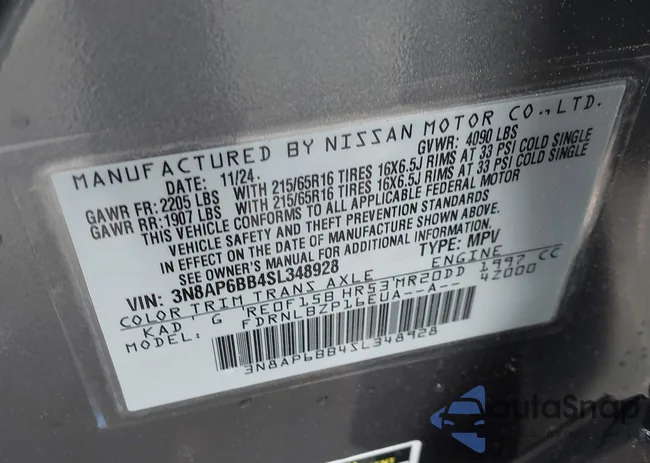 MANUFACTURED BY NISSAN MOTOR CO.,LTD.
DATE: 11/24 GVWR: 4090 LBS
GAWR FR: 2205 LBS WITH 215/65R16 TIRES 16X6.5J RIMS AT 33 PSI COLD SINGLE
GAWR RR: 1907 LBS WITH 215/65R16 TIRES 16X6.5J RIMS AT 33 PSI COLD SINGLE
THIS VEHICLE CONFORMS TO ALL APPLICABLE FEDERAL MOTOR
VEHICLE SAFETY AND THEFT PREVENTION STANDARDS
IN EFFECT ON THE DATE OF MANUFACTURE SHOWN ABOVE.
SEE OWNER'S MANUAL FOR ADDITIONAL INFORMATION.
VIN: 3N8AP6BB4SL348928 TYPE: MPV
COLOR TRIM TRANS AXLE ENGINE
KAD G RE0F15B HR53 MR20DD 1997 CC
MODEL: FDRNLBZP16EUA--A-- 4Z000
3N8AP6BB4SL348928
AutaSnap